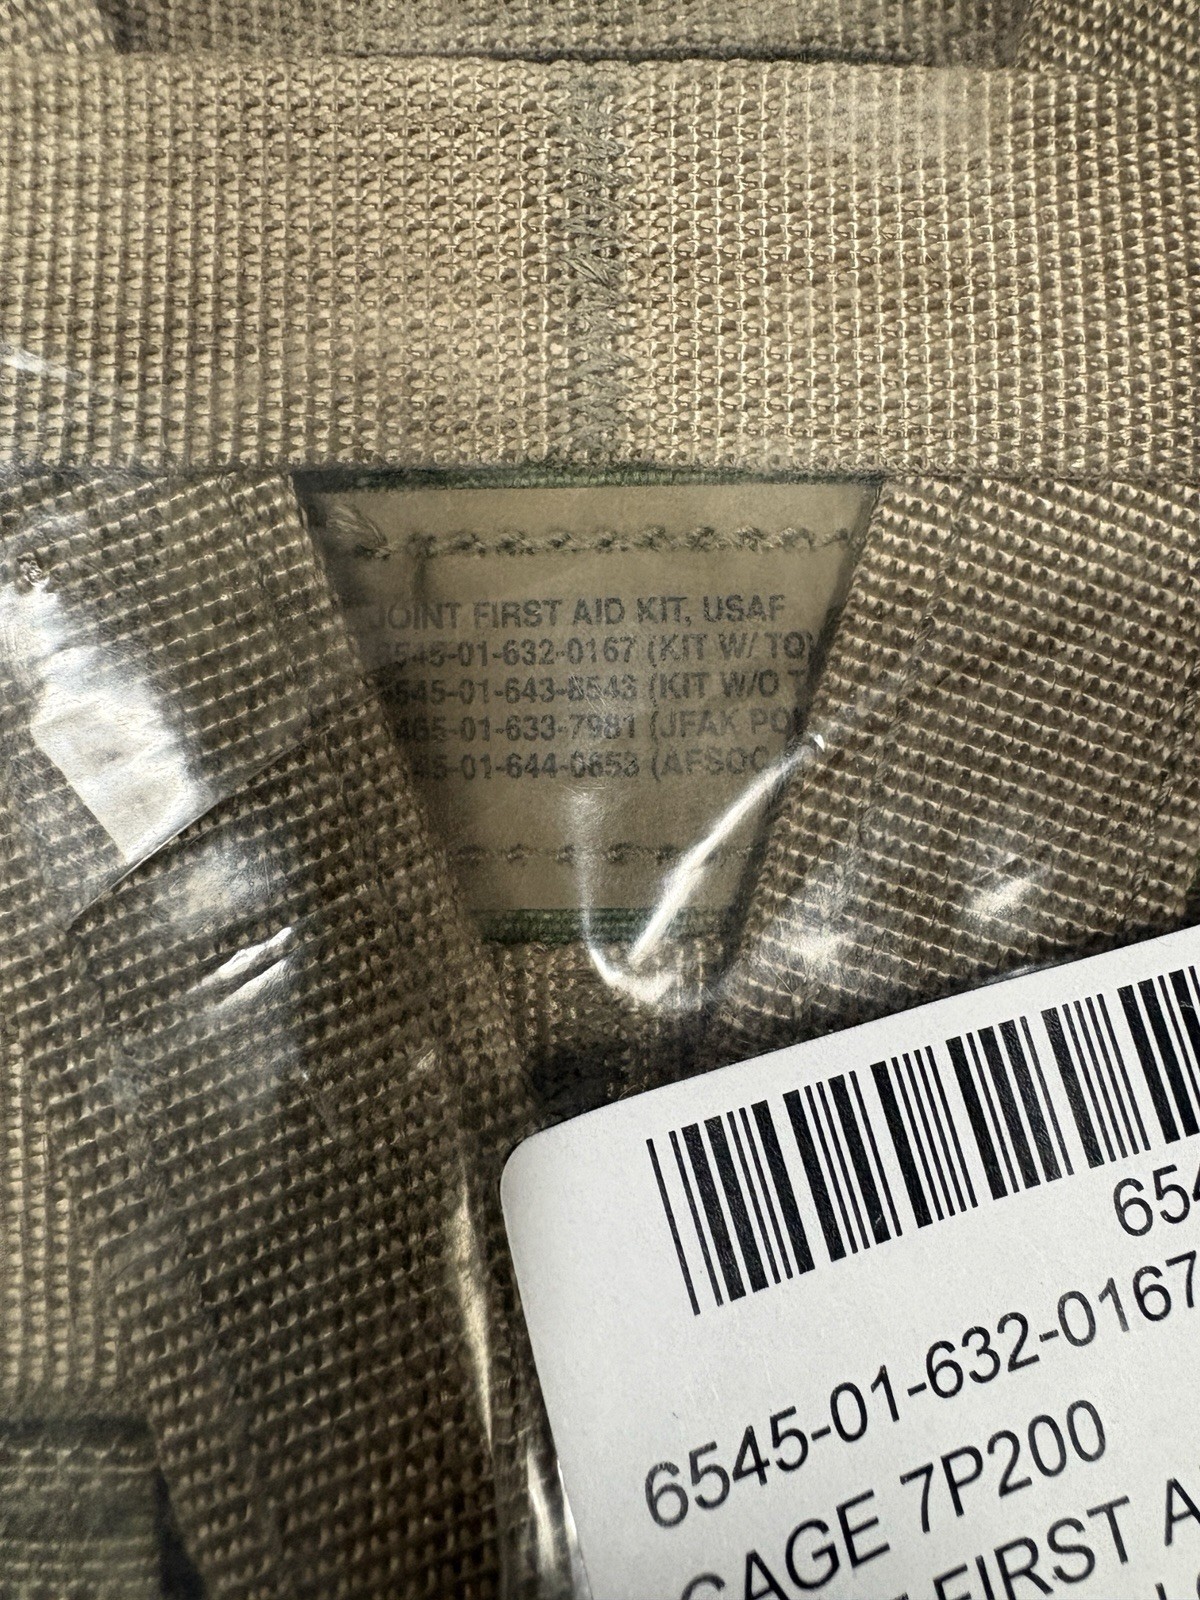 JOINT FIRST AID KIT, USAF
6545-01-632-0167 (KIT W/ TQ)
6545-01-643-8543 (KIT W/O T
465-01-633-7981 (JFAK PO
65-01-644-0653 (AFSOC
654
6545-01-632-0167
CAGE 7P200
FIRST A